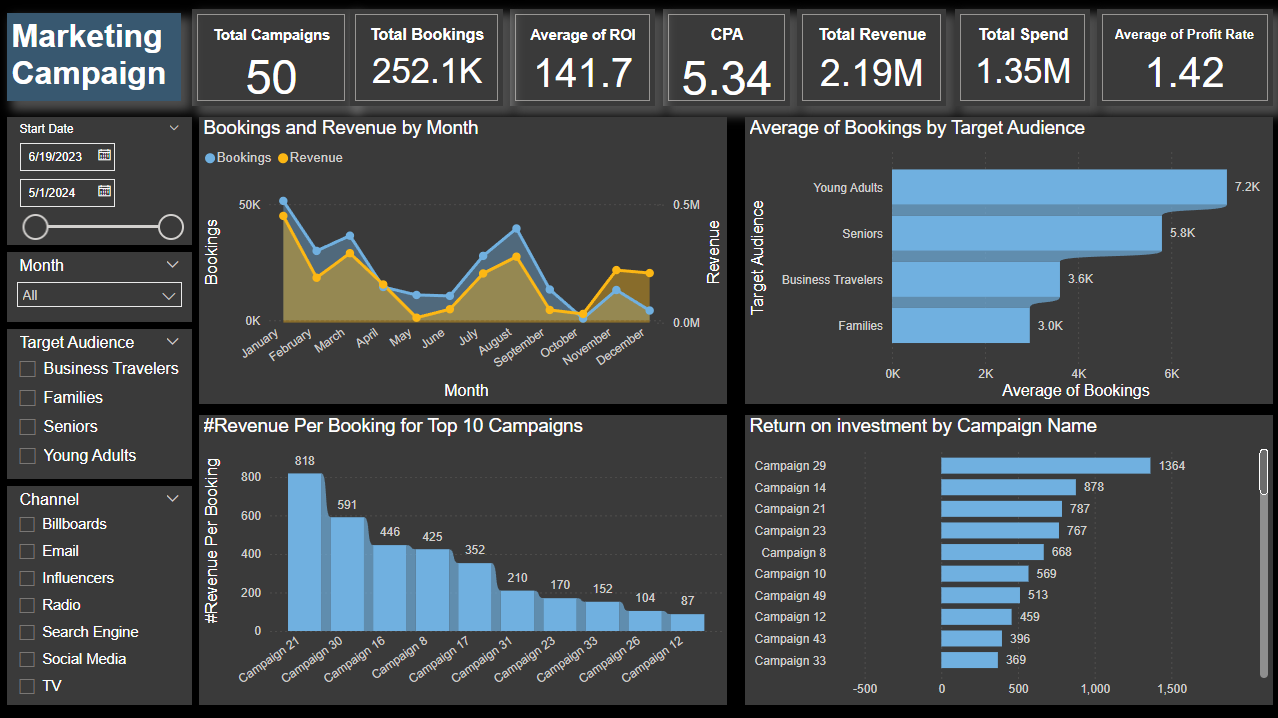 Marketing
Campaign
Total Campaigns
50
Total Bookings
252.1K
Average of ROI
141.7
CPA
5.34
Total Revenue
2.19M
Total Spend
1.35M
Average of Profit Rate
1.42
Start Date
6/19/2023
5/1/2024
Month
All
Target Audience
Business Travelers
Families
Seniors
Young Adults
Channel
Billboards
Email
Influencers
Radio
Search Engine
Social Media
TV
Bookings and Revenue by Month
Bookings Revenue
Bookings
50K
0K
0.5M
0.0M
Revenue
January
February
March
April
May
June
July
August
September
October
November
December
Month
Average of Bookings by Target Audience
Target Audience
Young Adults 7.2K
Seniors 5.8K
Business Travelers 3.6K
Families 3.0K
0K 2K 4K 6K
Average of Bookings
#Revenue Per Booking for Top 10 Campaigns
#Revenue Per Booking
800
600
400
200
0
818
591
446
425
352
210
170
152
104
87
Campaign 21
Campaign 30
Campaign 16
Campaign 8
Campaign 17
Campaign 31
Campaign 23
Campaign 33
Campaign 26
Campaign 12
Return on investment by Campaign Name
Campaign 29 1364
Campaign 14 878
Campaign 21 787
Campaign 23 767
Campaign 8 668
Campaign 10 569
Campaign 49 513
Campaign 12 459
Campaign 43 396
Campaign 33 369
-500 0 500 1,000 1,500